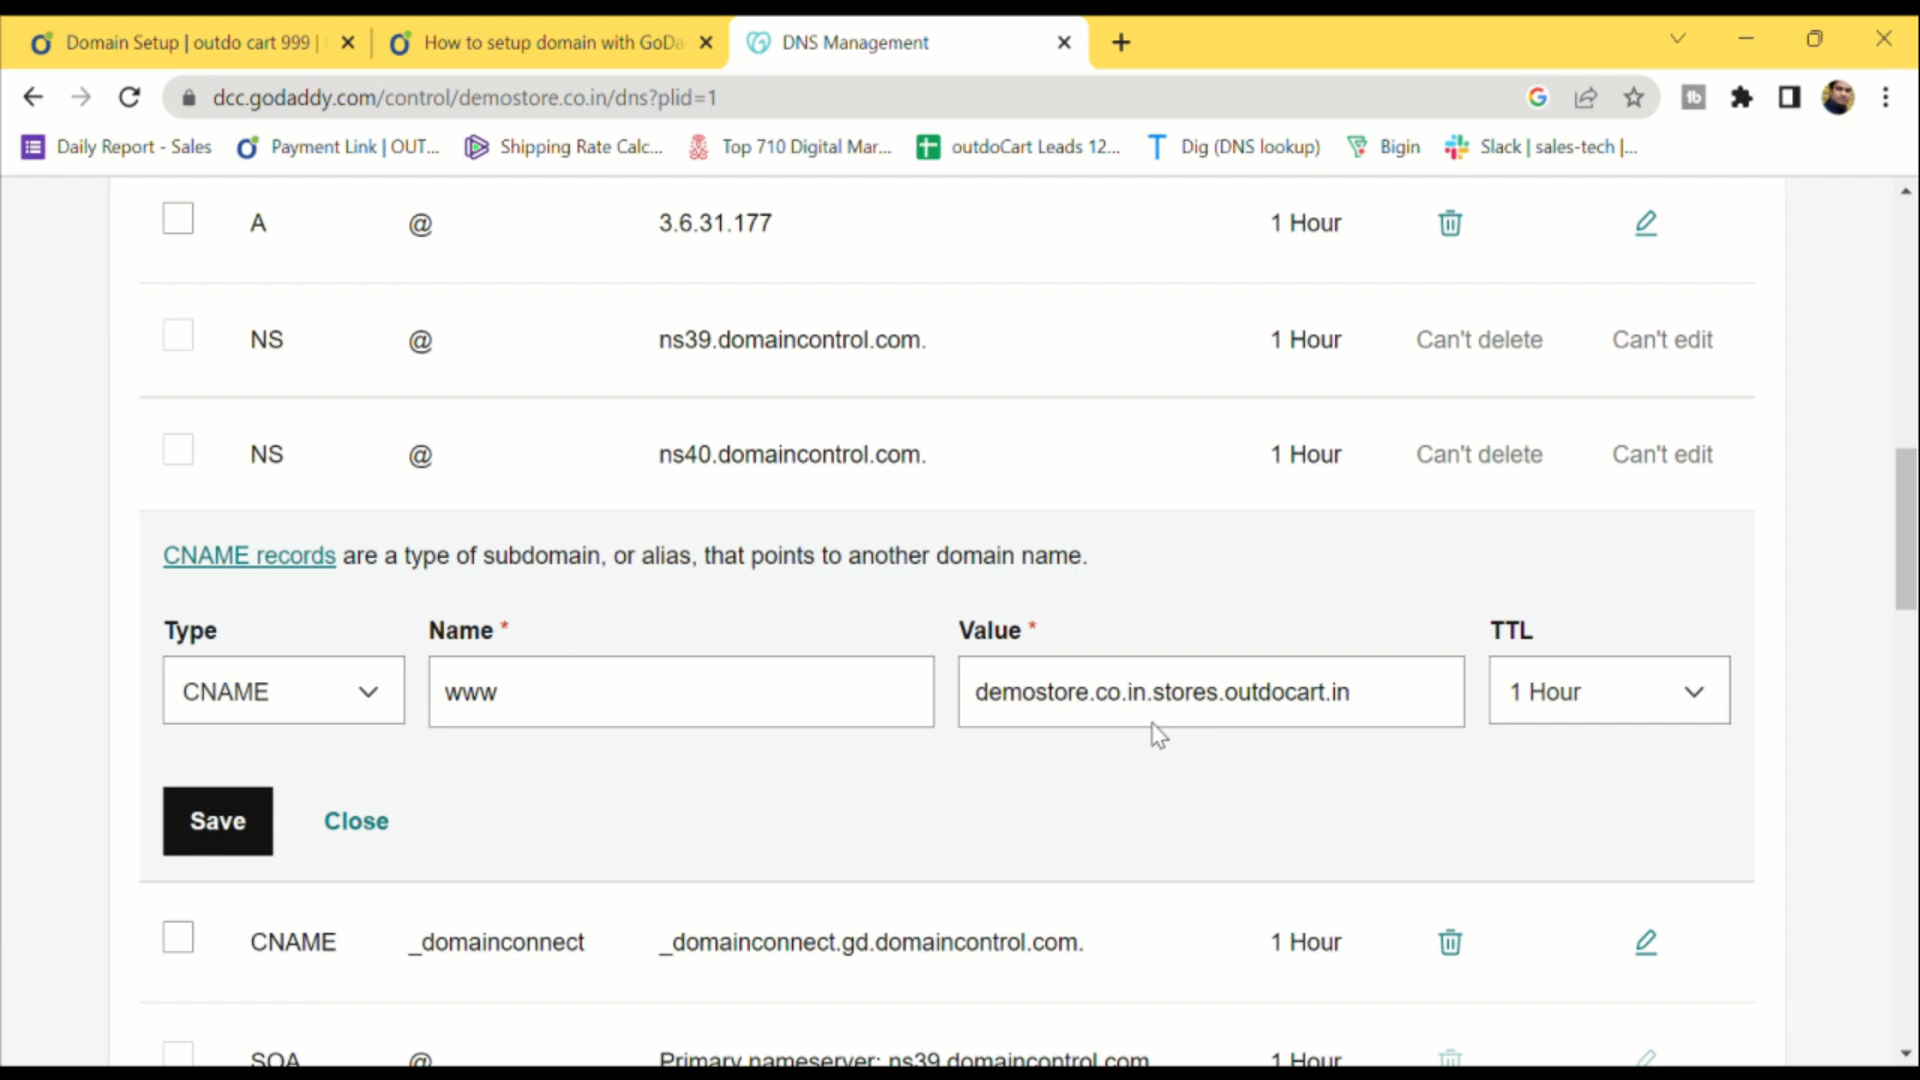 Domain Setup | outdo cart 999 |
How to setup domain with GoDa
DNS Management
dcc.godaddy.com/control/demostore.co.in/dns?plid=1
Daily Report - Sales
Payment Link | OUT...
Shipping Rate Calc...
Top 710 Digital Mar...
outdoCart Leads 12...
Dig (DNS lookup)
Bigin
Slack | sales-tech |...
A @ 3.6.31.177 1 Hour
NS @ ns39.domaincontrol.com. 1 Hour Can't delete Can't edit
NS @ ns40.domaincontrol.com. 1 Hour Can't delete Can't edit
CNAME records are a type of subdomain, or alias, that points to another domain name.
Type Name * Value * TTL
CNAME www demostore.co.in.stores.outdocart.in 1 Hour
Save Close
CNAME _domainconnect _domainconnect.gd.domaincontrol.com. 1 Hour
SOA @ Primary nameserver: ns39.domaincontrol.com. 1 Hour